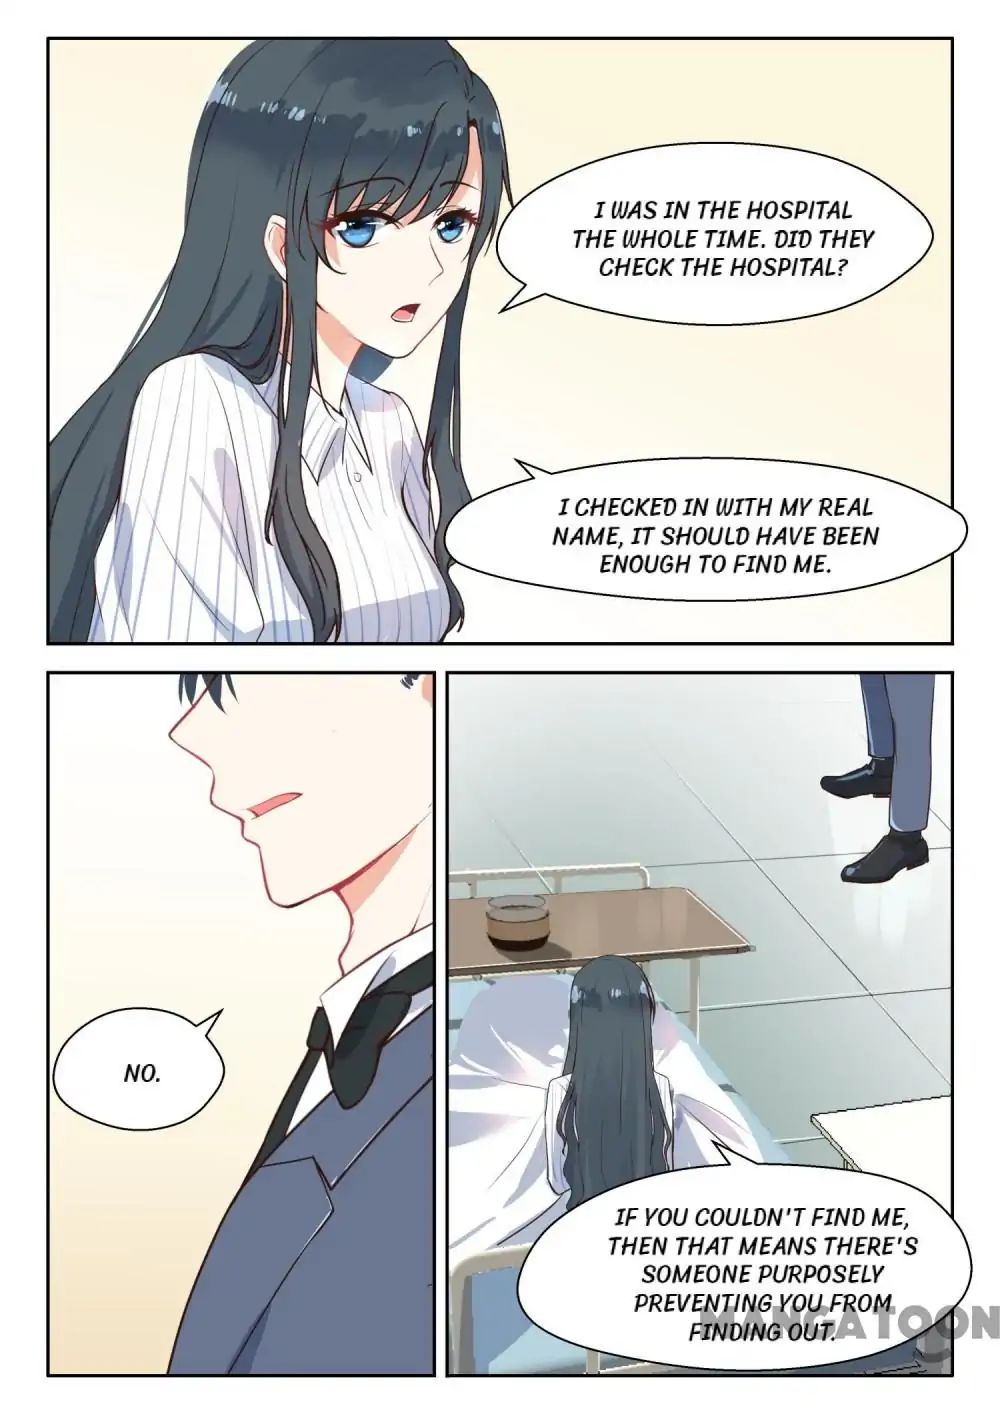 I WAS IN THE HOSPITAL
THE WHOLE TIME. DID THEY
CHECK THE HOSPITAL?
I CHECKED IN WITH MY REAL
NAME, IT SHOULD HAVE BEEN
ENOUGH TO FIND ME.
NO.
IF YOU COULDN'T FIND ME,
THEN THAT MEANS THERE'S
SOMEONE PURPOSELY
PREVENTING YOU FROM
FINDING OUT.
MANGATOON